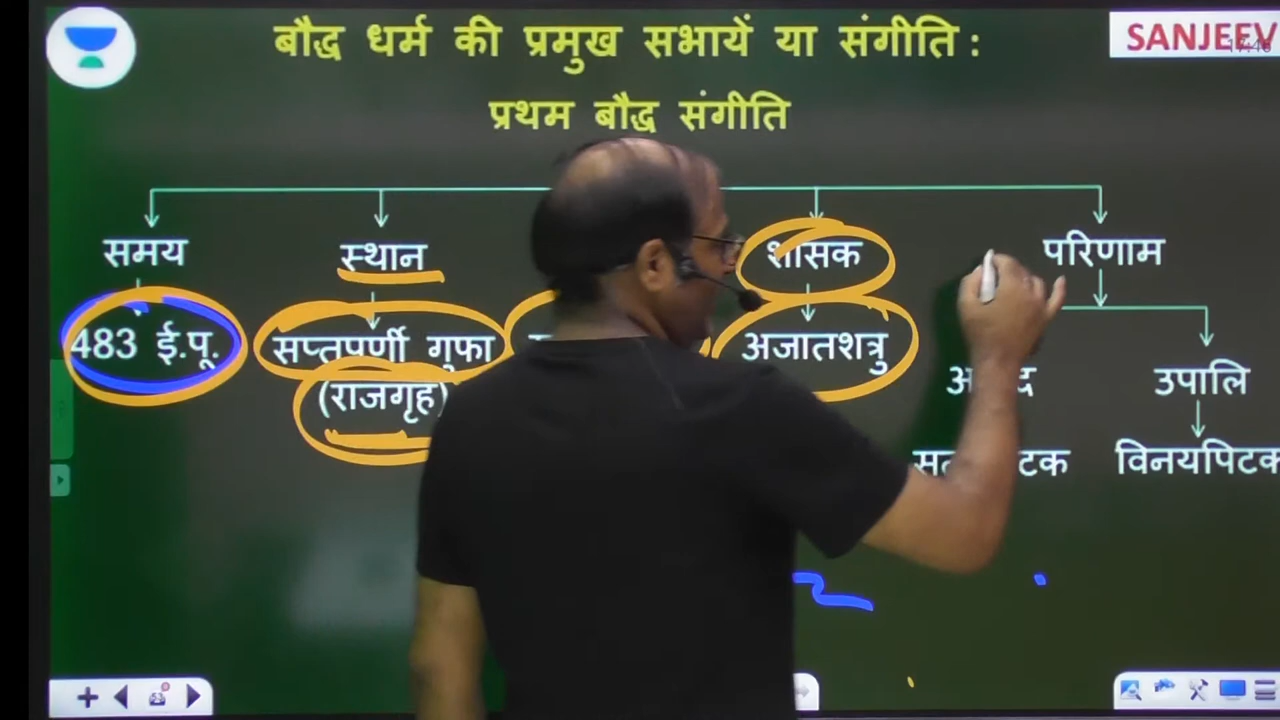 बौद्ध धर्म की प्रमुख सभायें या संगीति :
SANJEEV
प्रथम बौद्ध संगीति
समय स्थान शासक परिणाम
483 ई.पू. सप्तपर्णी गुफा अजातशत्रु
(राजगृह) उपालि
विनयपिटक